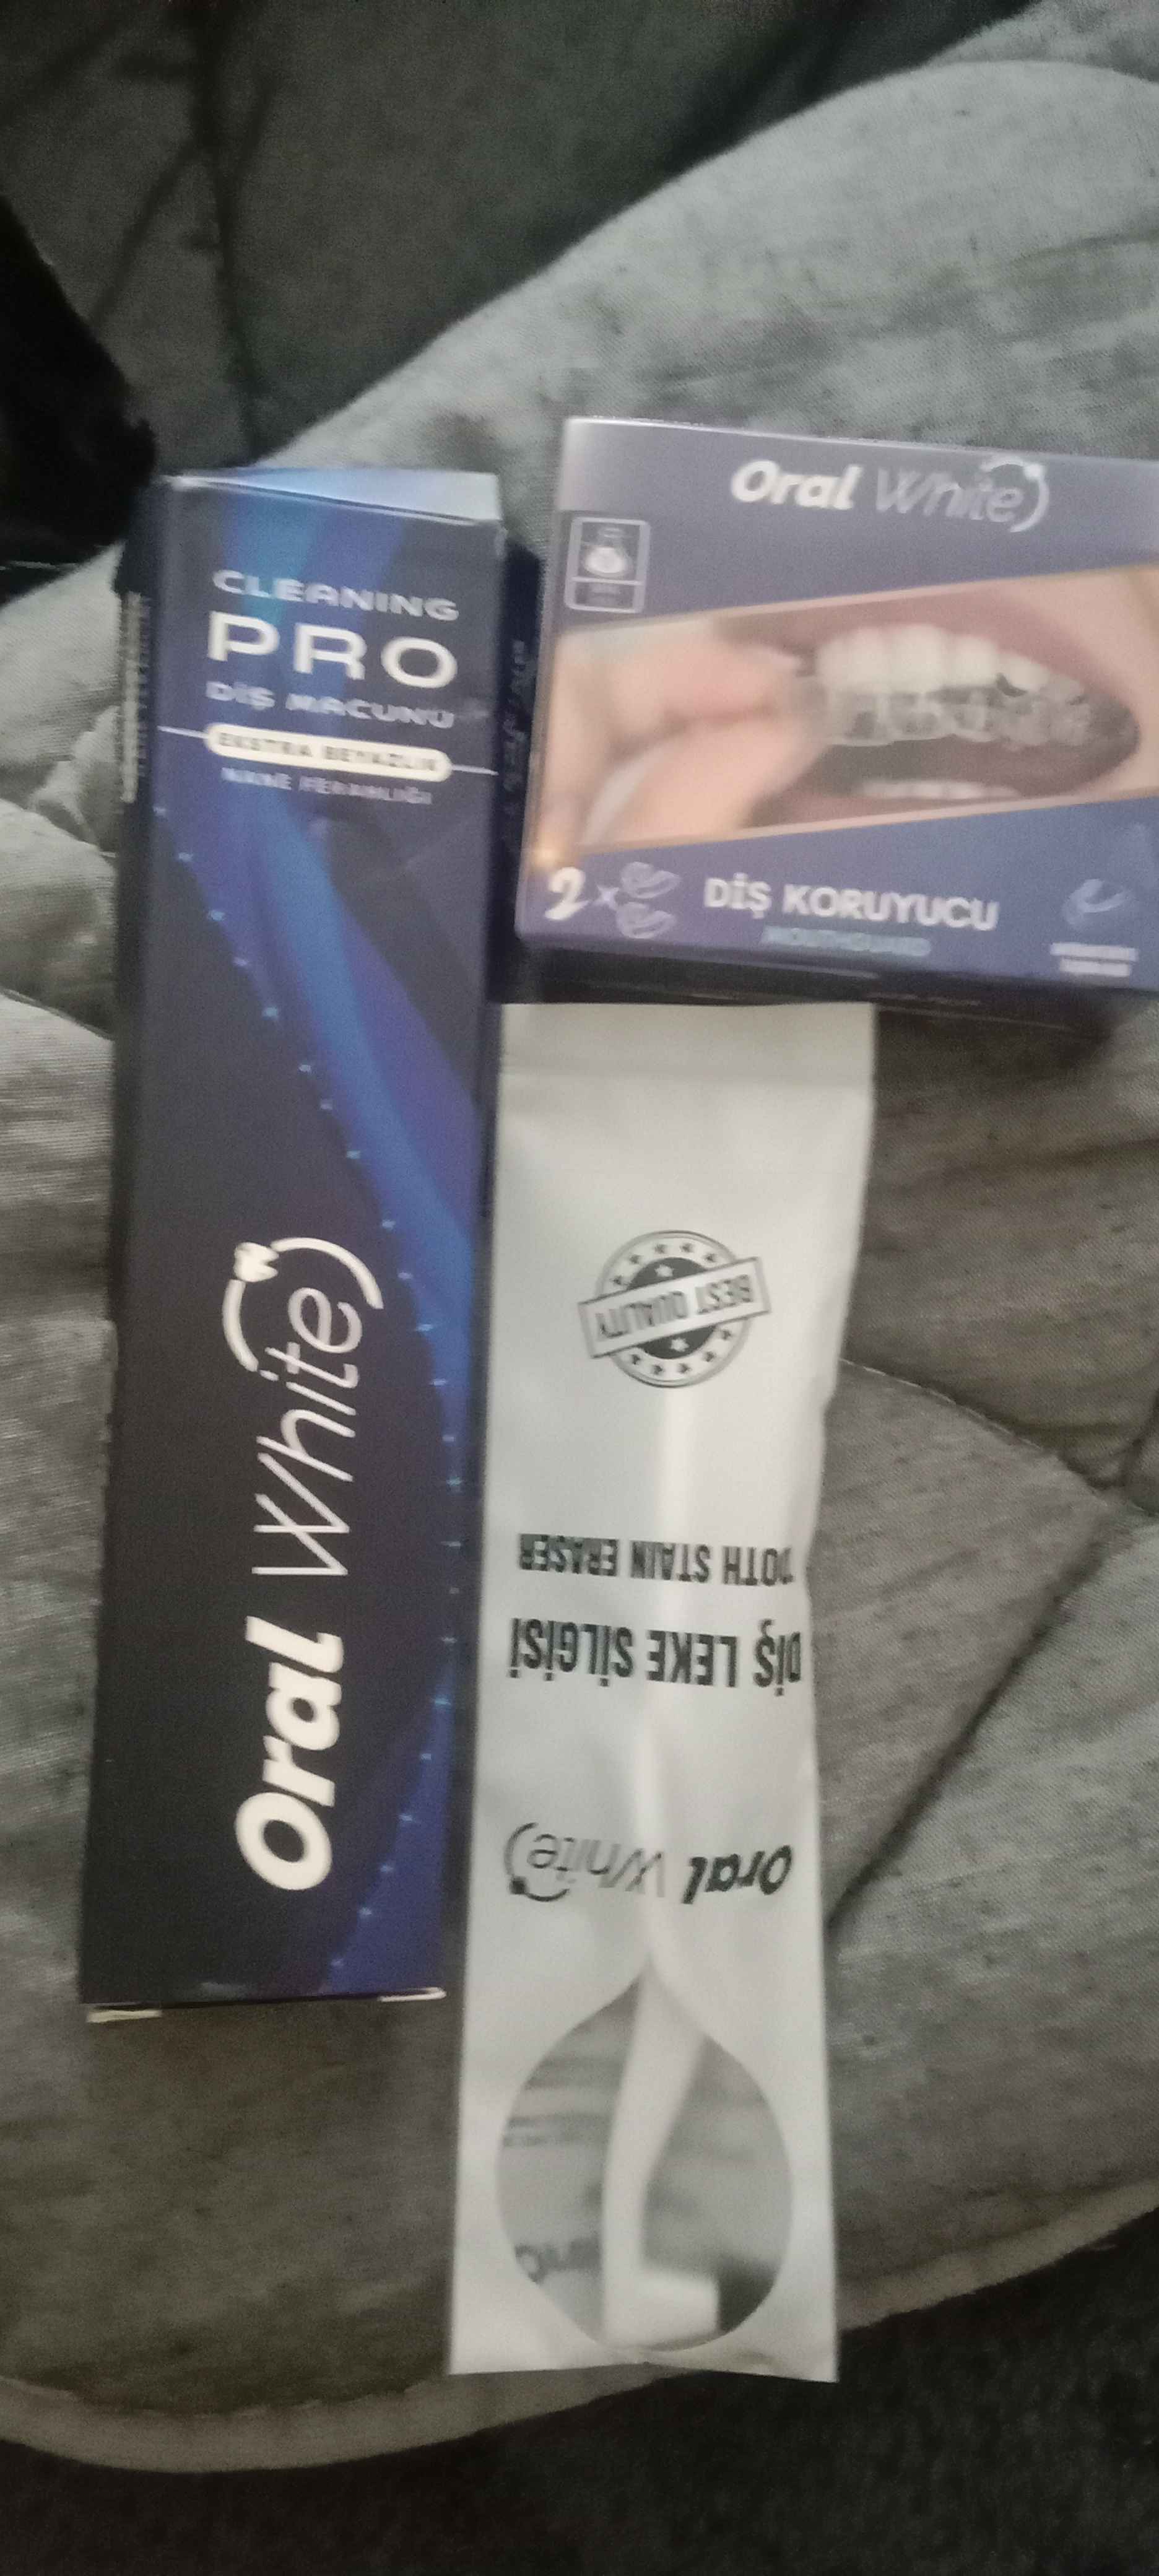 CLEANING
PRO
DİŞ MACUNU
EKSTRA BEYAZLIK
NANE FERAHLIĞI
Oral White
Oral White
2x
DİŞ KORUYUCU
MOUTHGUARD
BEST QUALITY
TOOTH STAIN ERASER
DİŞ LEKE SİLGİSİ
Oral White